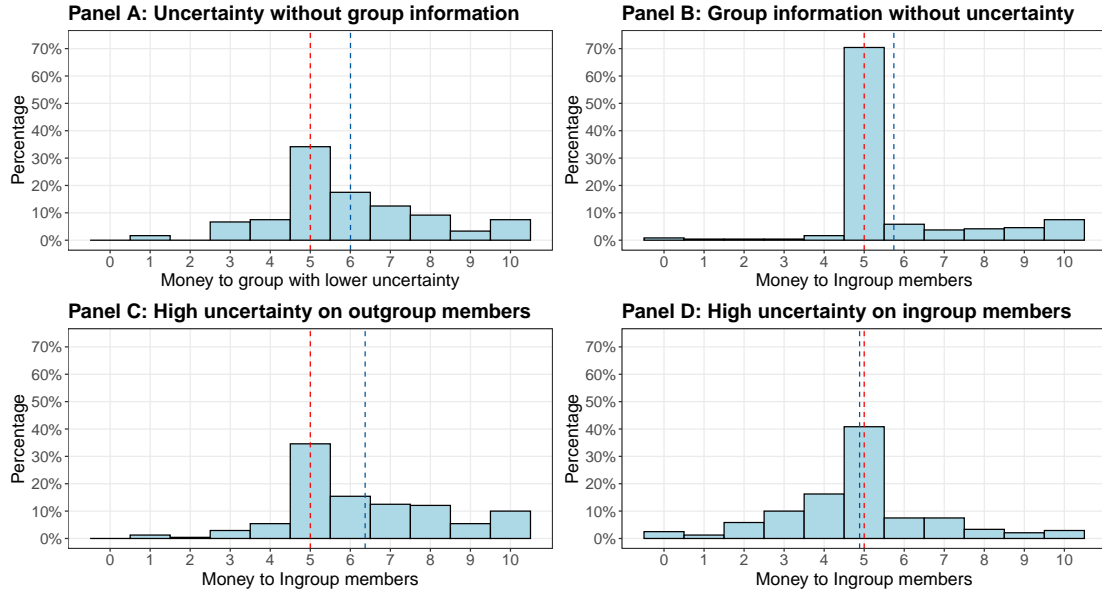 Panel A: Uncertainty without group information
Percentage
70%
60%
50%
40%
30%
20%
10%
0%
0 1 2 3 4 5 6 7 8 9 10
Money to group with lower uncertainty
Panel B: Group information without uncertainty
Percentage
70%
60%
50%
40%
30%
20%
10%
0%
0 1 2 3 4 5 6 7 8 9 10
Money to Ingroup members
Panel C: High uncertainty on outgroup members
Percentage
70%
60%
50%
40%
30%
20%
10%
0%
0 1 2 3 4 5 6 7 8 9 10
Money to Ingroup members
Panel D: High uncertainty on ingroup members
Percentage
70%
60%
50%
40%
30%
20%
10%
0%
0 1 2 3 4 5 6 7 8 9 10
Money to Ingroup members